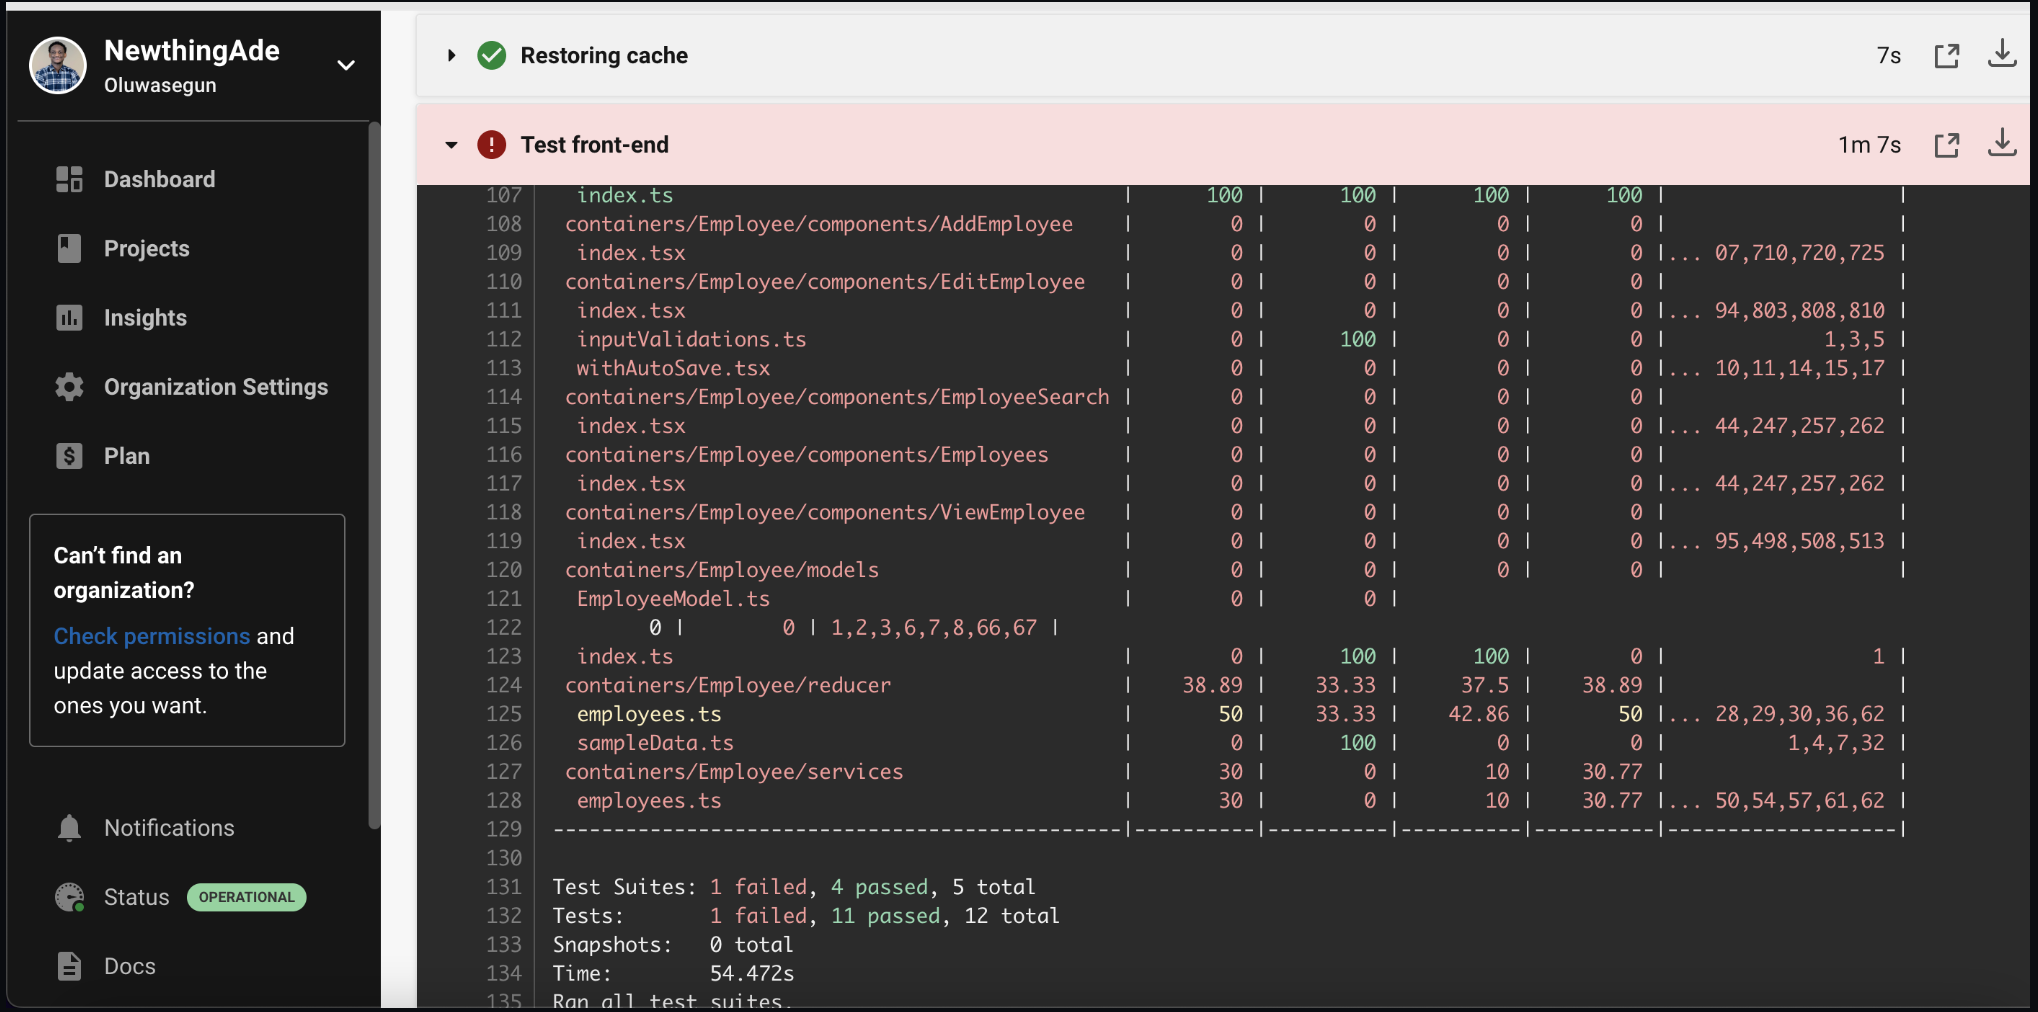 NewthingAde
Oluwasegun
Dashboard
Projects
Insights
Organization Settings
Plan
Can't find an
organization?
Check permissions and
update access to the
ones you want.
Notifications
Status OPERATIONAL
Docs
Restoring cache 7s
! Test front-end 1m 7s
107 index.ts | 100 | 100 | 100 | 100 | |
108 containers/Employee/components/AddEmployee | 0 | 0 | 0 | 0 | |
109 index.tsx | 0 | 0 | 0 | 0 |... 07,710,720,725 |
110 containers/Employee/components/EditEmployee | 0 | 0 | 0 | 0 | |
111 index.tsx | 0 | 0 | 0 | 0 |... 94,803,808,810 |
112 inputValidations.ts | 0 | 100 | 0 | 0 | 1,3,5 |
113 withAutoSave.tsx | 0 | 0 | 0 | 0 |... 10,11,14,15,17 |
114 containers/Employee/components/EmployeeSearch | 0 | 0 | 0 | 0 | |
115 index.tsx | 0 | 0 | 0 | 0 |... 44,247,257,262 |
116 containers/Employee/components/Employees | 0 | 0 | 0 | 0 | |
117 index.tsx | 0 | 0 | 0 | 0 |... 44,247,257,262 |
118 containers/Employee/components/ViewEmployee | 0 | 0 | 0 | 0 | |
119 index.tsx | 0 | 0 | 0 | 0 |... 95,498,508,513 |
120 containers/Employee/models | 0 | 0 | 0 | 0 | |
121 EmployeeModel.ts | 0 | 0 |
122 0 | 0 | 1,2,3,6,7,8,66,67 |
123 index.ts | 0 | 100 | 100 | 0 | 1 |
124 containers/Employee/reducer | 38.89 | 33.33 | 37.5 | 38.89 | |
125 employees.ts | 50 | 33.33 | 42.86 | 50 |... 28,29,30,36,62 |
126 sampleData.ts | 0 | 100 | 0 | 0 | 1,4,7,32 |
127 containers/Employee/services | 30 | 0 | 10 | 30.77 | |
128 employees.ts | 30 | 0 | 10 | 30.77 |... 50,54,57,61,62 |
129 -----------------------------------------------|----------|----------|----------|----------|-------------------|
130
131 Test Suites: 1 failed, 4 passed, 5 total
132 Tests: 1 failed, 11 passed, 12 total
133 Snapshots: 0 total
134 Time: 54.472s
135 Ran all test suites.